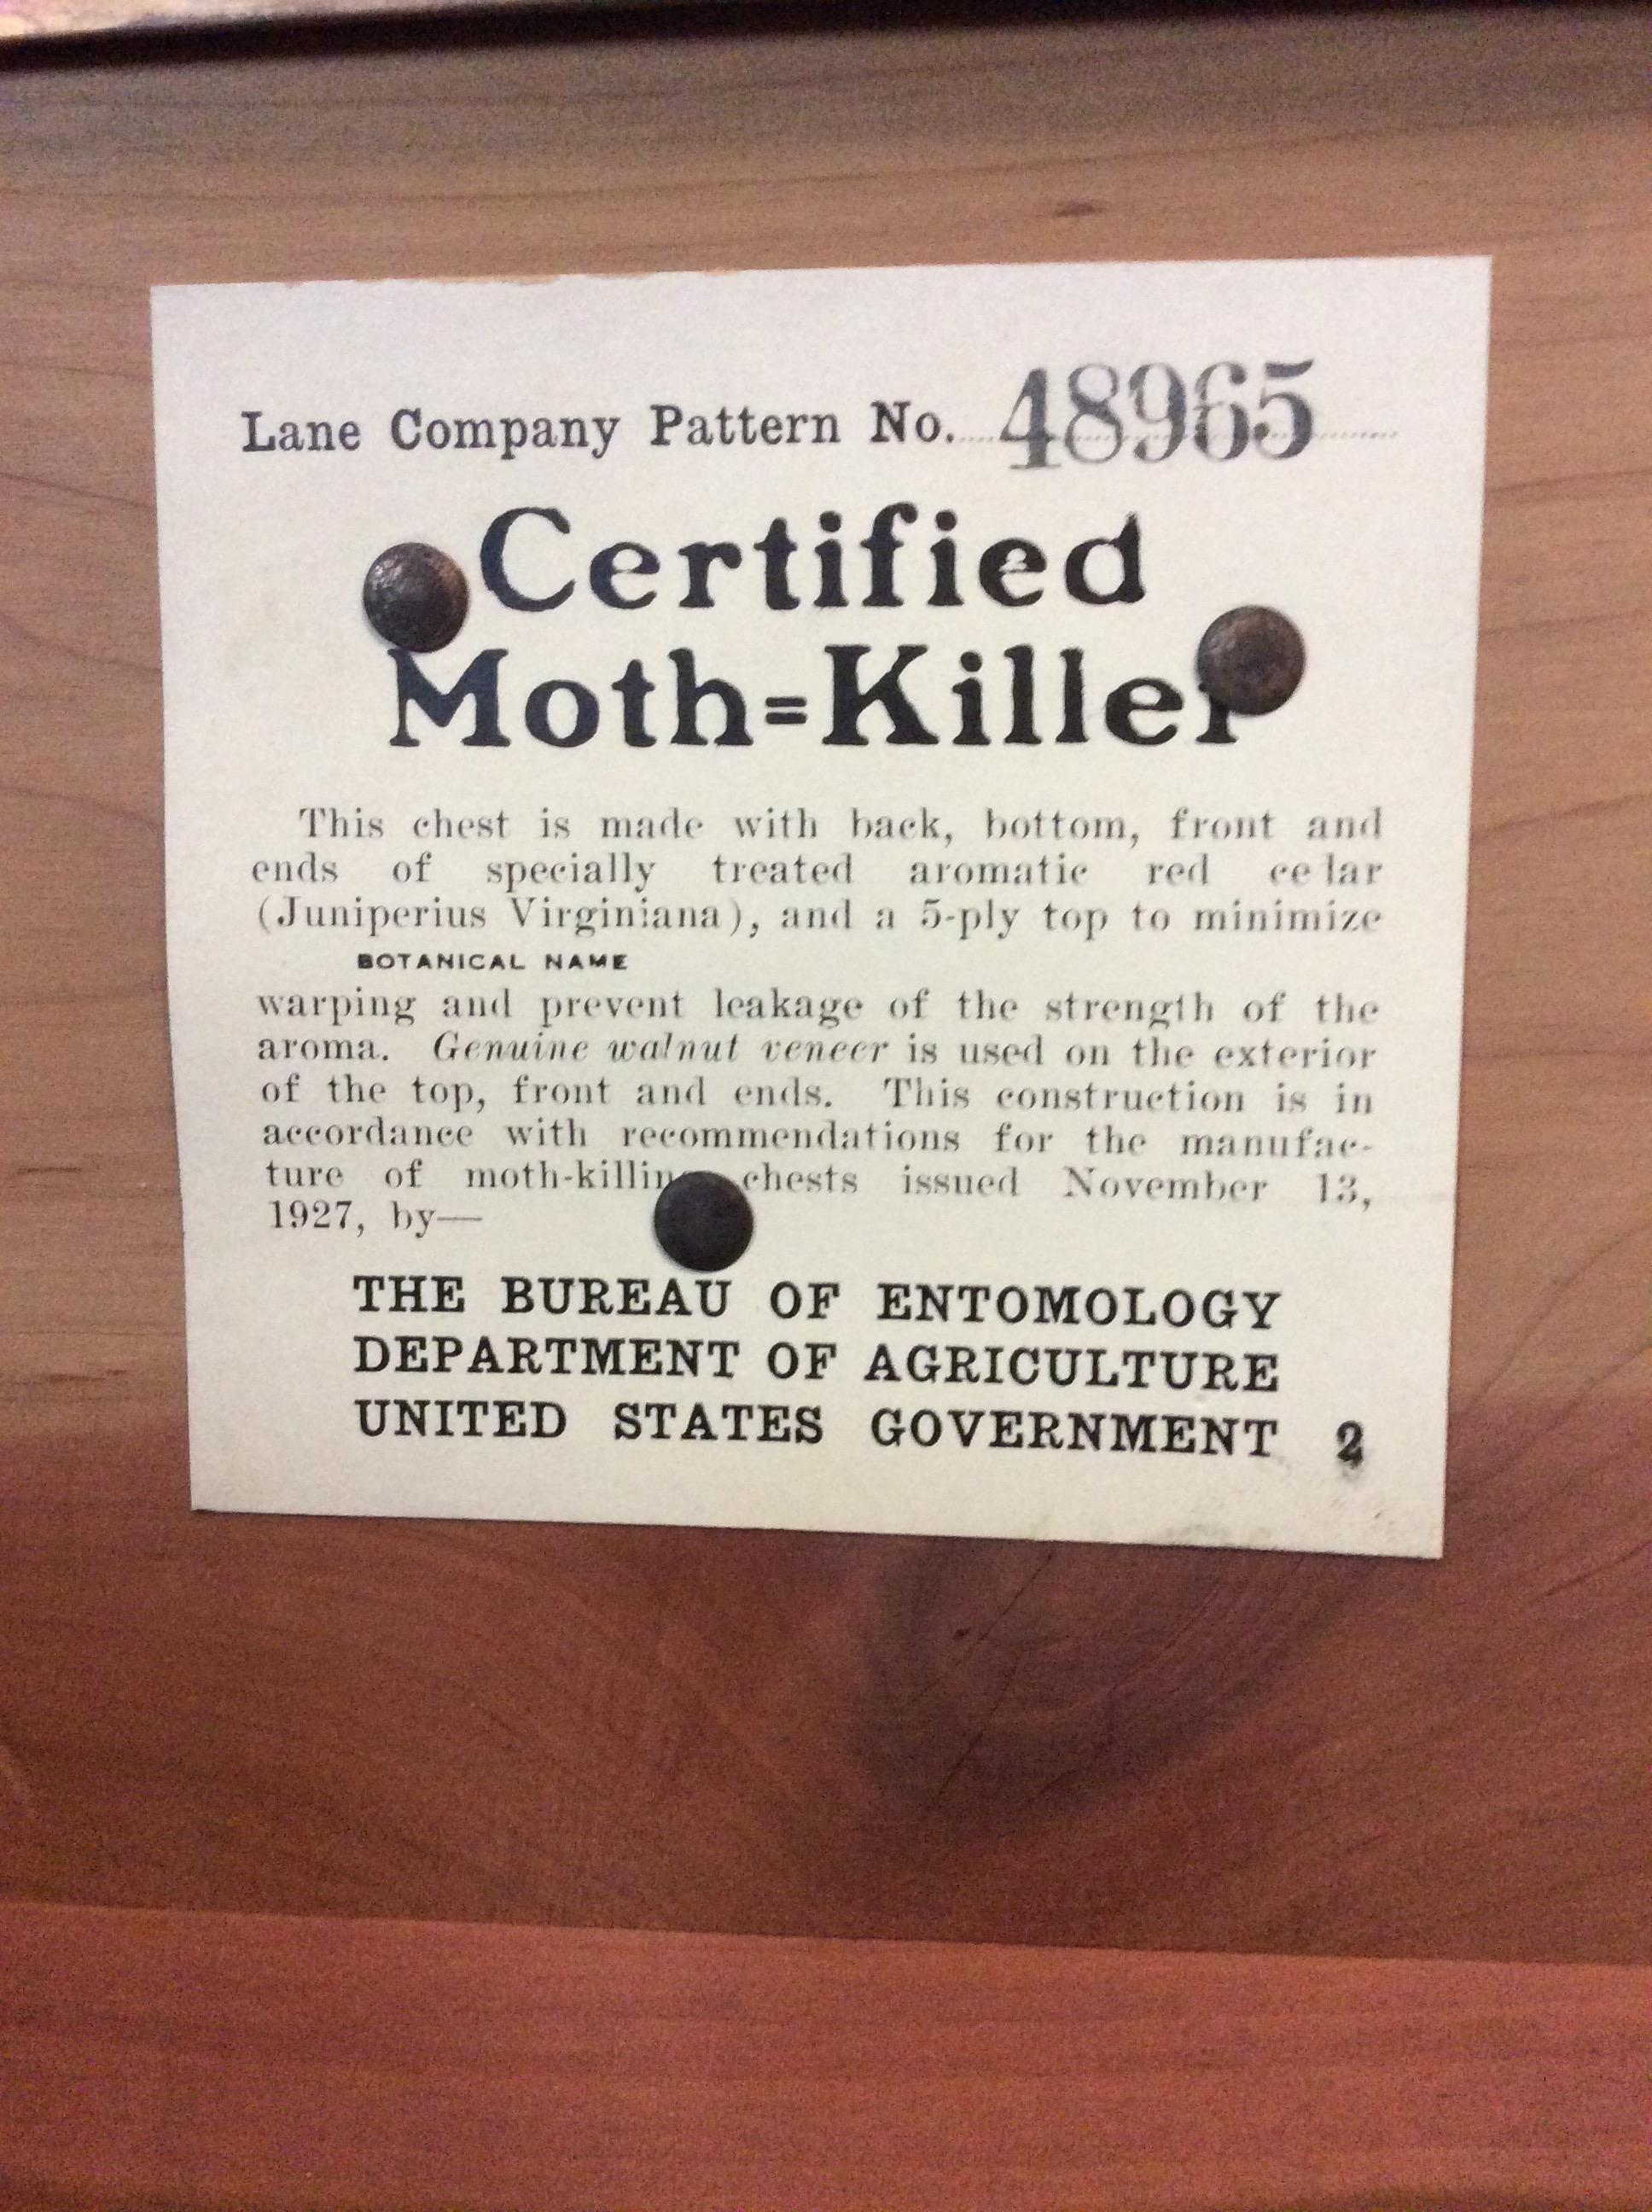 Lane Company Pattern No. 48965
Certified
Moth=Killer
This chest is made with back, bottom, front and
ends of specially treated aromatic red ce lar
(Juniperius Virginiana), and a 5-ply top to minimize
BOTANICAL NAME
warping and prevent leakage of the strength of the
aroma. Genuine walnut veneer is used on the exterior
of the top, front and ends. This construction is in
accordance with recommendations for the manufac-
ture of moth-killing chests issued November 13,
1927, by—
THE BUREAU OF ENTOMOLOGY
DEPARTMENT OF AGRICULTURE
UNITED STATES GOVERNMENT 2